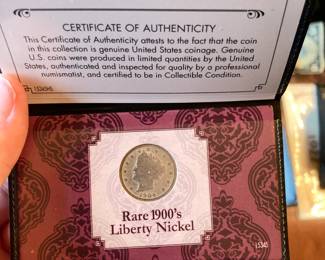 CERTIFICATE OF AUTHENTICITY
This Certificate of Authenticity attests to the fact that the coin
in this collection is genuine United States coinage. Genuine
U.S. coins were produced in limited quantities by the United
States, authenticated and inspected for quality by a professional
numismatist, and certified to be in Collectible Condition.
Rare 1900's
Liberty Nickel